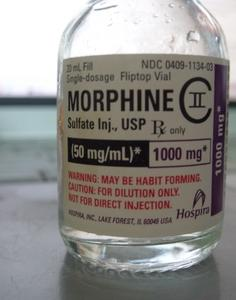 20 mL Fill NDC 0409-1134-03
Single-dosage Fliptop Vial
MORPHINE CII
Sulfate Inj., USP Rx only
(50 mg/mL)* 1000 mg*
WARNING: MAY BE HABIT FORMING.
CAUTION: FOR DILUTION ONLY.
NOT FOR DIRECT INJECTION.
HOSPIRA, INC., LAKE FOREST, IL 60045 USA
Hospira
1000 mg*